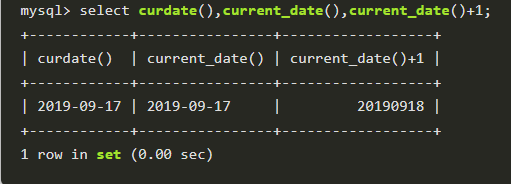 mysql> select curdate(),current_date(),current_date()+1;
+------------+----------------+------------------+
| curdate()  | current_date() | current_date()+1 |
+------------+----------------+------------------+
| 2019-09-17 | 2019-09-17     |         20190918 |
+------------+----------------+------------------+
1 row in set (0.00 sec)